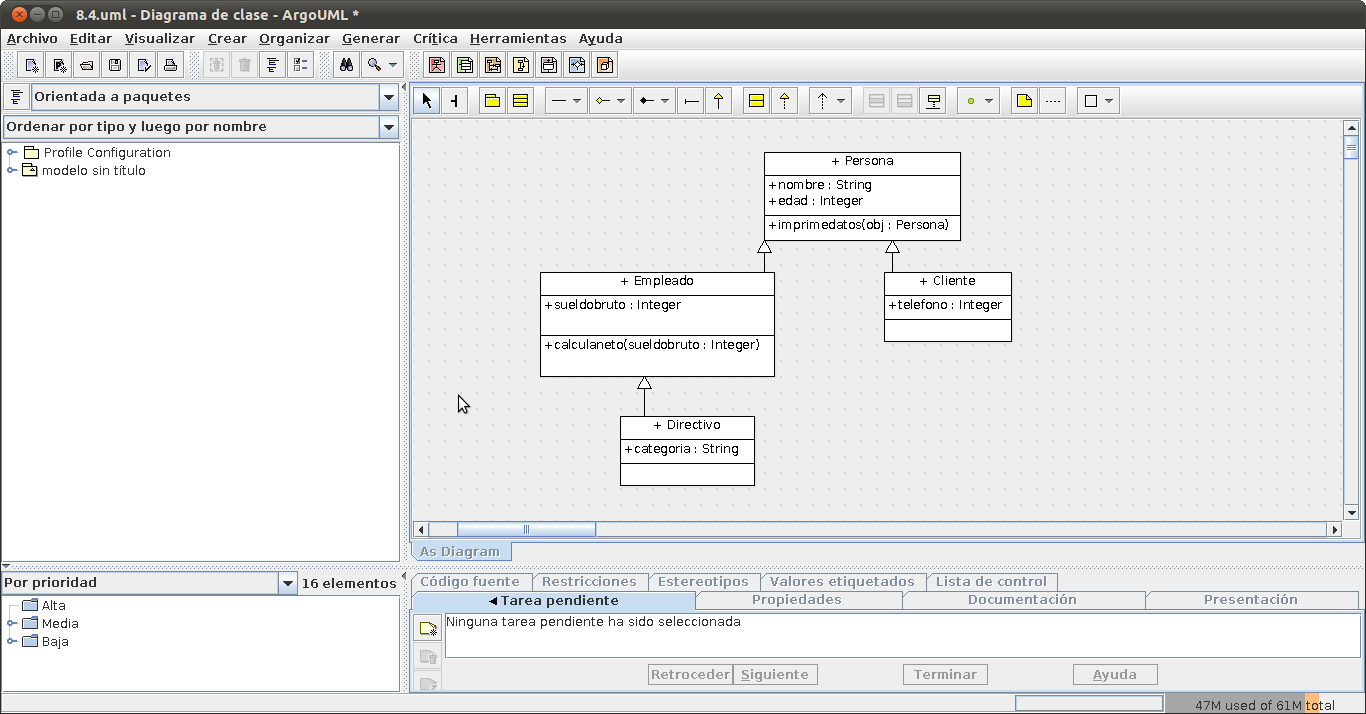 8.4.uml - Diagrama de clase - ArgoUML *
Archivo Editar Visualizar Crear Organizar Generar Crítica Herramientas Ayuda
Orientada a paquetes
Ordenar por tipo y luego por nombre
Profile Configuration
modelo sin título
+ Persona
+nombre : String
+edad : Integer
+imprimedatos(obj : Persona)
+ Empleado
+sueldobruto : Integer
+calculaneto(sueldobruto : Integer)
+ Cliente
+telefono : Integer
+ Directivo
+categoria : String
As Diagram
Por prioridad 16 elementos
Alta
Media
Baja
Código fuente Restricciones Estereotipos Valores etiquetados Lista de control
Tarea pendiente Propiedades Documentación Presentación
Ninguna tarea pendiente ha sido seleccionada
Retroceder Siguiente Terminar Ayuda
47M used of 61M total